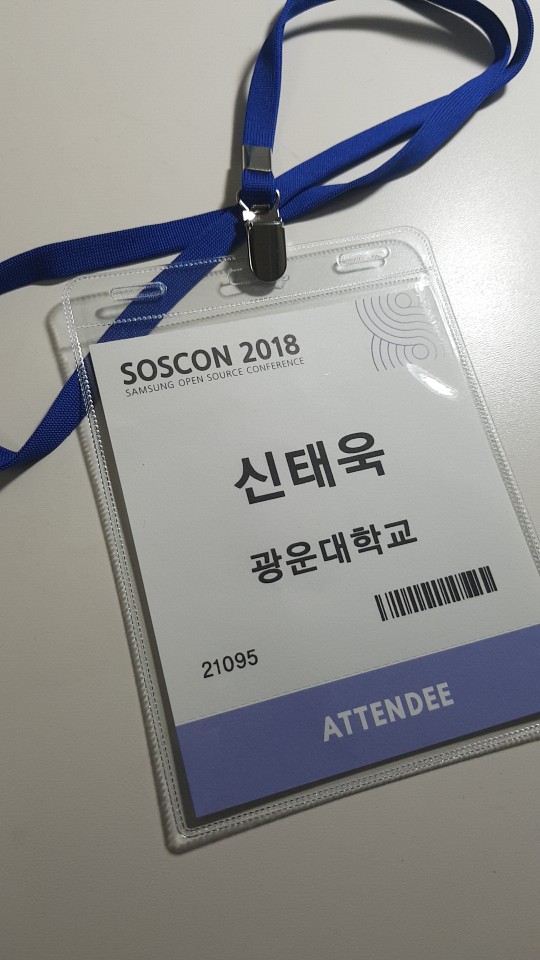 SOSCON 2018
SAMSUNG OPEN SOURCE CONFERENCE
신태욱
광운대학교
21095
ATTENDEE